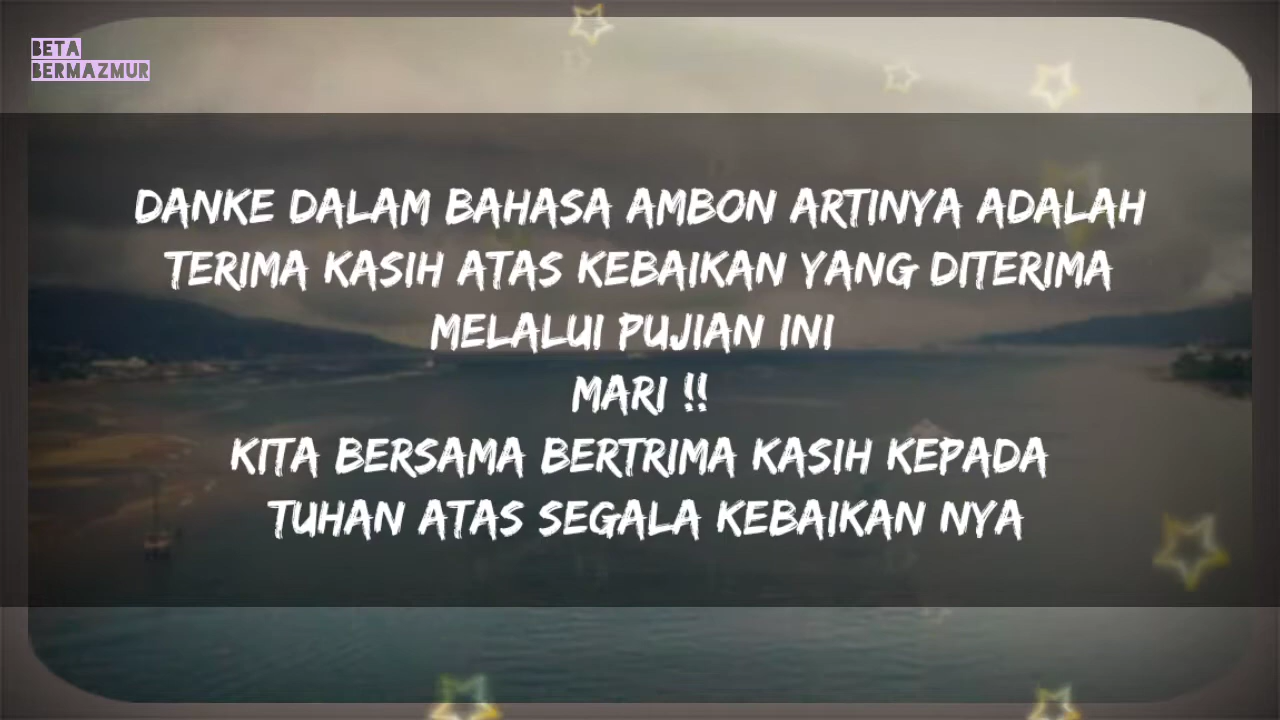 BETA
BERMAZMUR
DANKE DALAM BAHASA AMBON ARTINYA ADALAH
TERIMA KASIH ATAS KEBAIKAN YANG DITERIMA
MELALUI PUJIAN INI
MARI !!
KITA BERSAMA BERTRIMA KASIH KEPADA
TUHAN ATAS SEGALA KEBAIKAN NYA